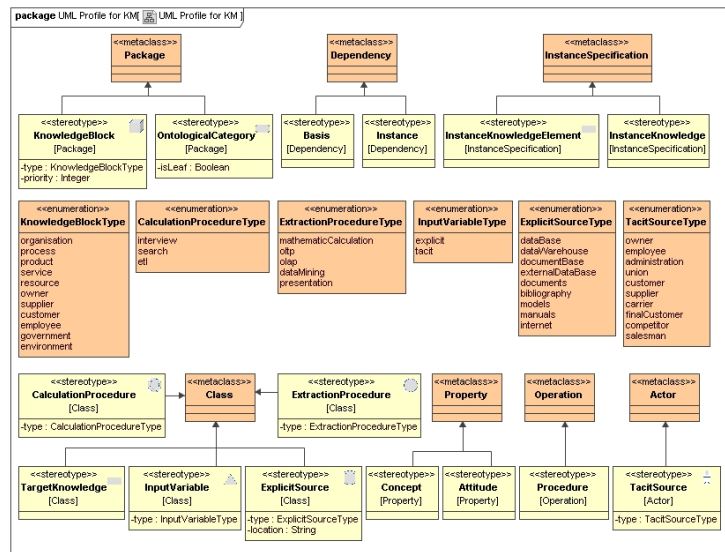 package UML Profile for KM[ UML Profile for KM ]
<<metaclass>>
Package
<<metaclass>>
Dependency
<<metaclass>>
InstanceSpecification
<<stereotype>>
KnowledgeBlock
[Package]
-type : KnowledgeBlockType
-priority : Integer
<<stereotype>>
OntologicalCategory
[Package]
-isLeaf : Boolean
<<stereotype>>
Basis
[Dependency]
<<stereotype>>
Instance
[Dependency]
<<stereotype>>
InstanceKnowledgeElement
[InstanceSpecification]
<<stereotype>>
InstanceKnowledge
[InstanceSpecification]
<<enumeration>>
KnowledgeBlockType
organisation
process
product
service
resource
owner
supplier
customer
employee
government
environment
<<enumeration>>
CalculationProcedureType
interview
search
etl
<<enumeration>>
ExtractionProcedureType
mathematicCalculation
oltp
olap
dataMining
presentation
<<enumeration>>
InputVariableType
explicit
tacit
<<enumeration>>
ExplicitSourceType
dataBase
dataWarehouse
documentBase
externalDataBase
documents
bibliography
models
manuals
internet
<<enumeration>>
TacitSourceType
owner
employee
administration
union
customer
supplier
carrier
finalCustomer
competitor
salesman
<<stereotype>>
CalculationProcedure
[Class]
-type : CalculationProcedureType
<<metaclass>>
Class
<<stereotype>>
ExtractionProcedure
[Class]
-type : ExtractionProcedureType
<<metaclass>>
Property
<<metaclass>>
Operation
<<metaclass>>
Actor
<<stereotype>>
TargetKnowledge
[Class]
<<stereotype>>
InputVariable
[Class]
-type : InputVariableType
<<stereotype>>
ExplicitSource
[Class]
-type : ExplicitSourceType
-location : String
<<stereotype>>
Concept
[Property]
<<stereotype>>
Attitude
[Property]
<<stereotype>>
Procedure
[Operation]
<<stereotype>>
TacitSource
[Actor]
-type : TacitSourceType